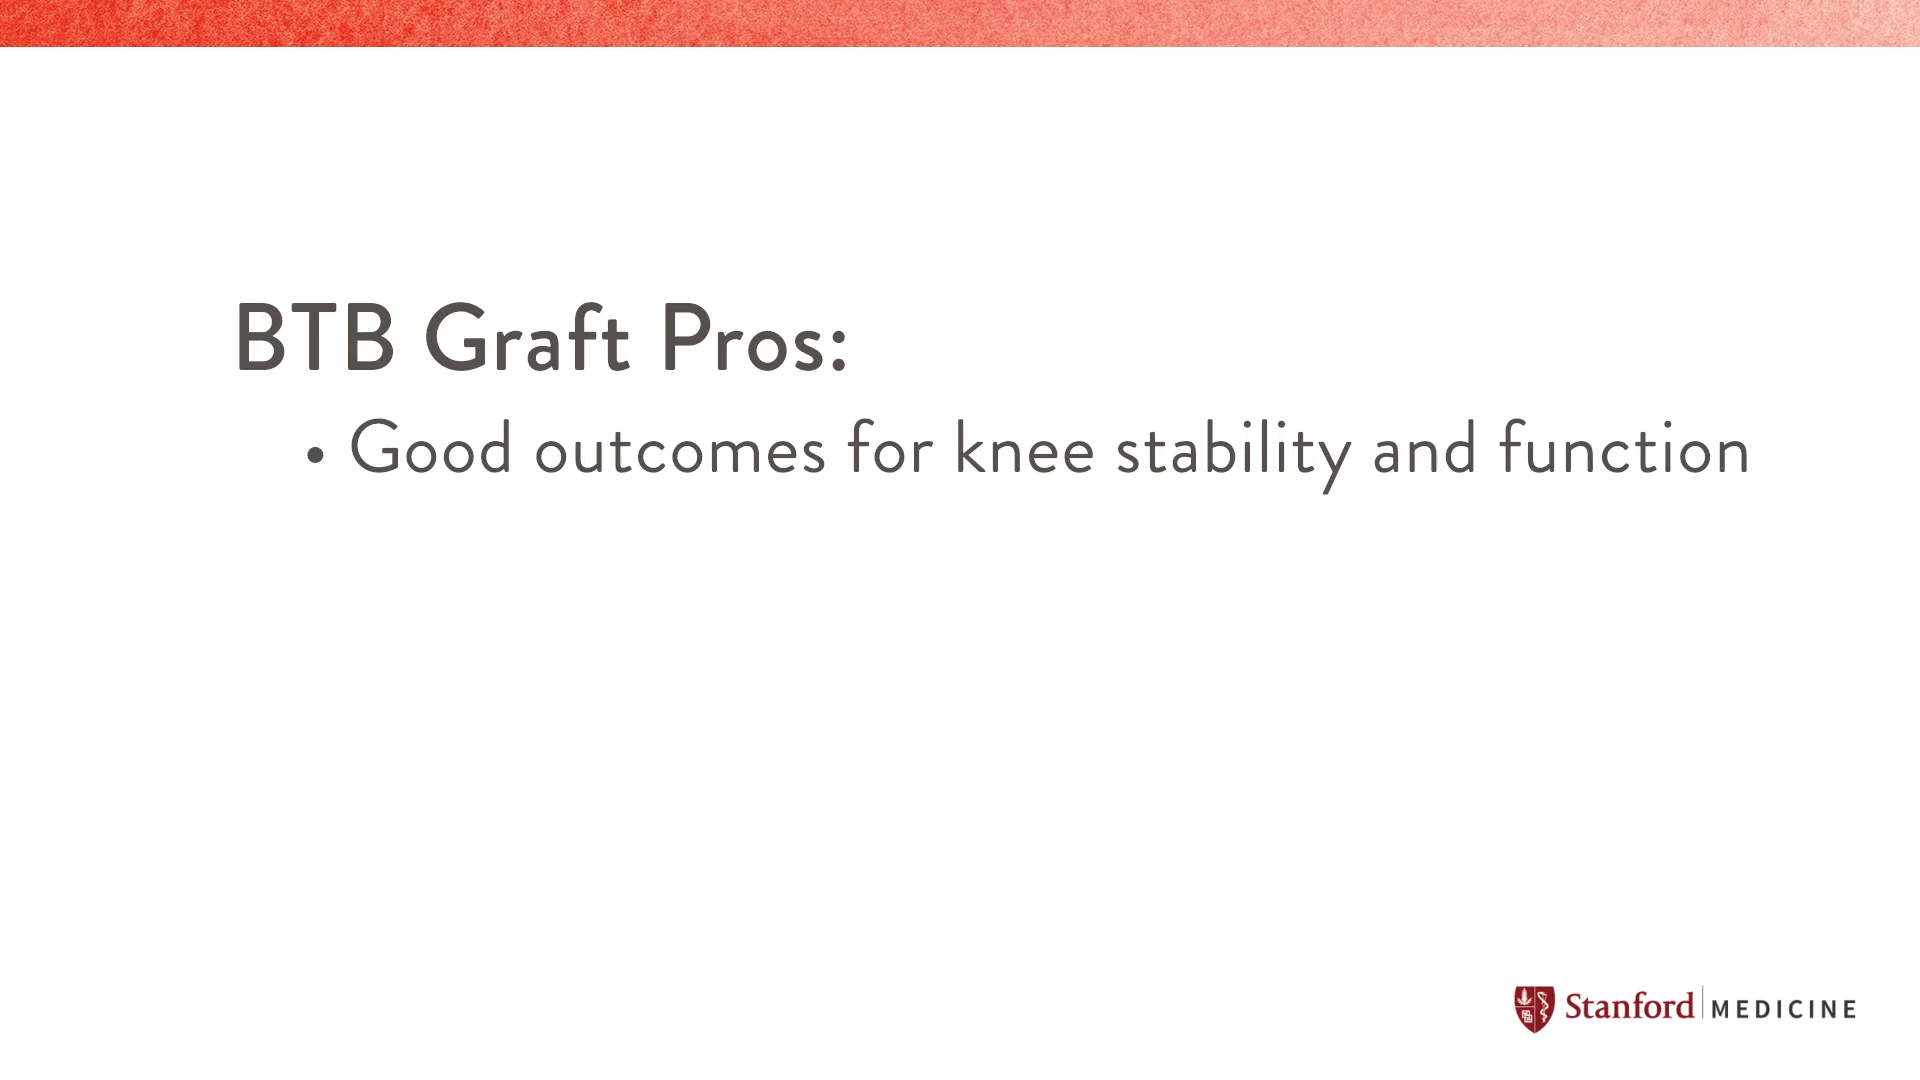 BTB Graft Pros:
• Good outcomes for knee stability and function
Stanford MEDICINE